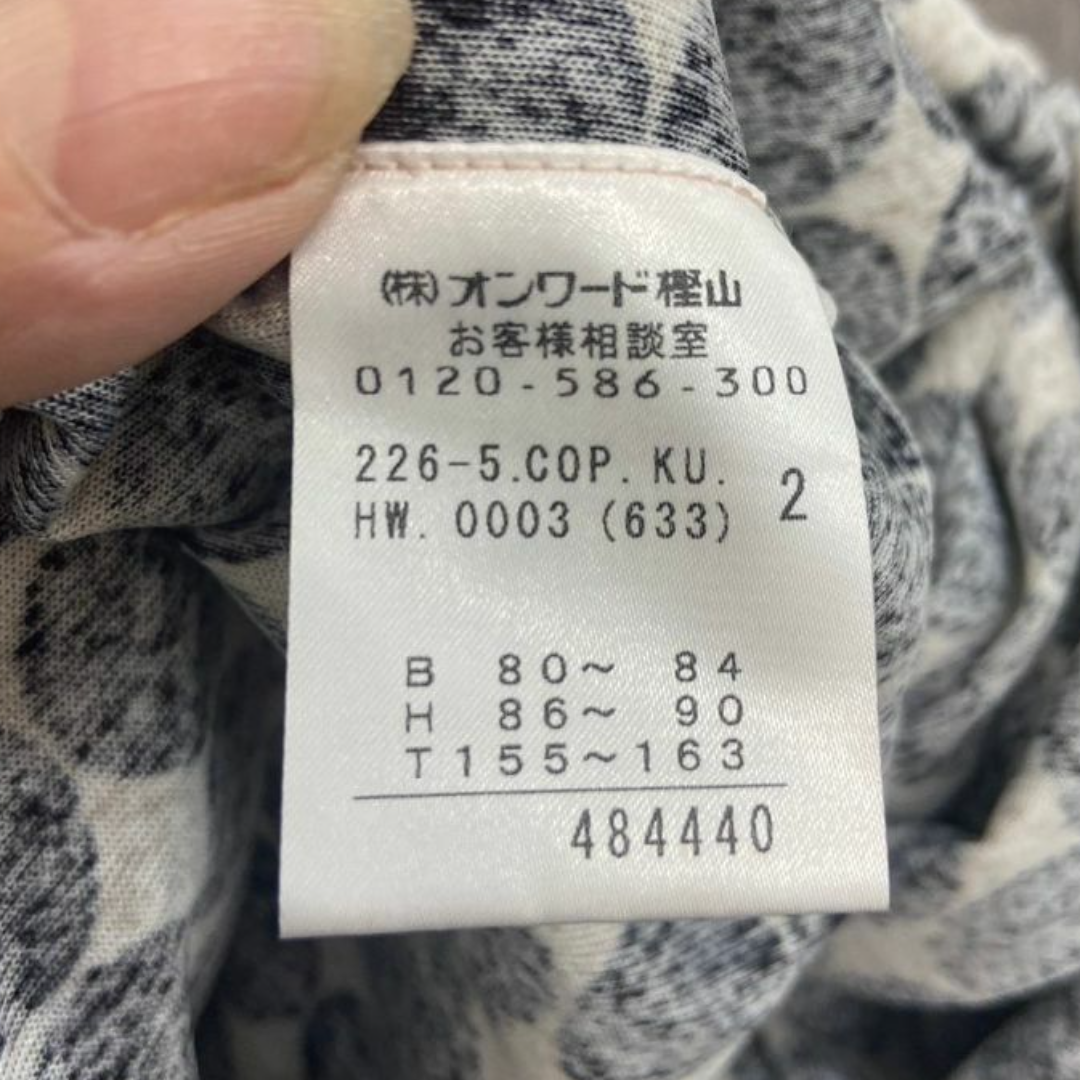 (株)オンワード樫山
お客様相談室
0120-586-300
226-5.COP. KU.
HW. 0003 (633) 2
B 80～ 84
H 86～ 90
T155～163
484440